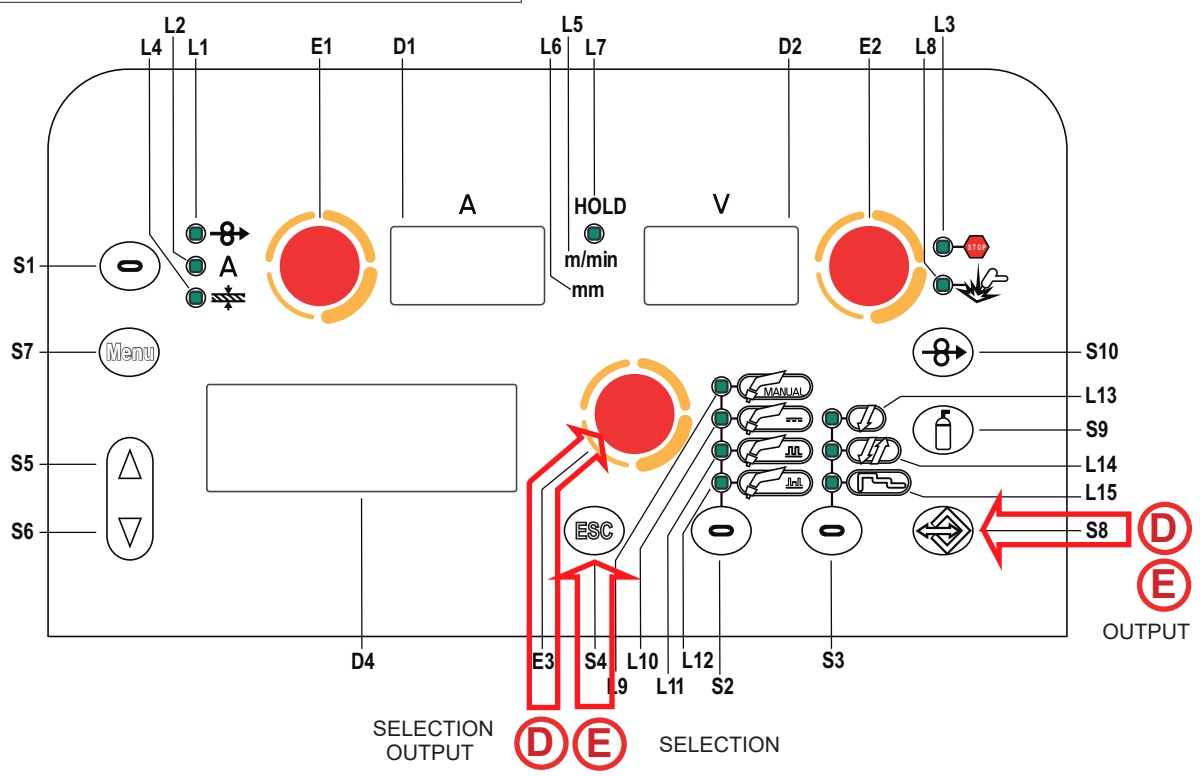 L5
L2
L3
L4
L1
E1
D1
L6
L7
D2
E2
L8
A
HOLD
V
STOP
m/min
S1
A
mm
S7
Menu
S10
MANUAL
L13
S9
S5
L14
L15
S6
ESC
S8
D
E
OUTPUT
D4
E3
S4
L10
L12
S3
L9
L11
S2
SELECTION
OUTPUT
D
E
SELECTION